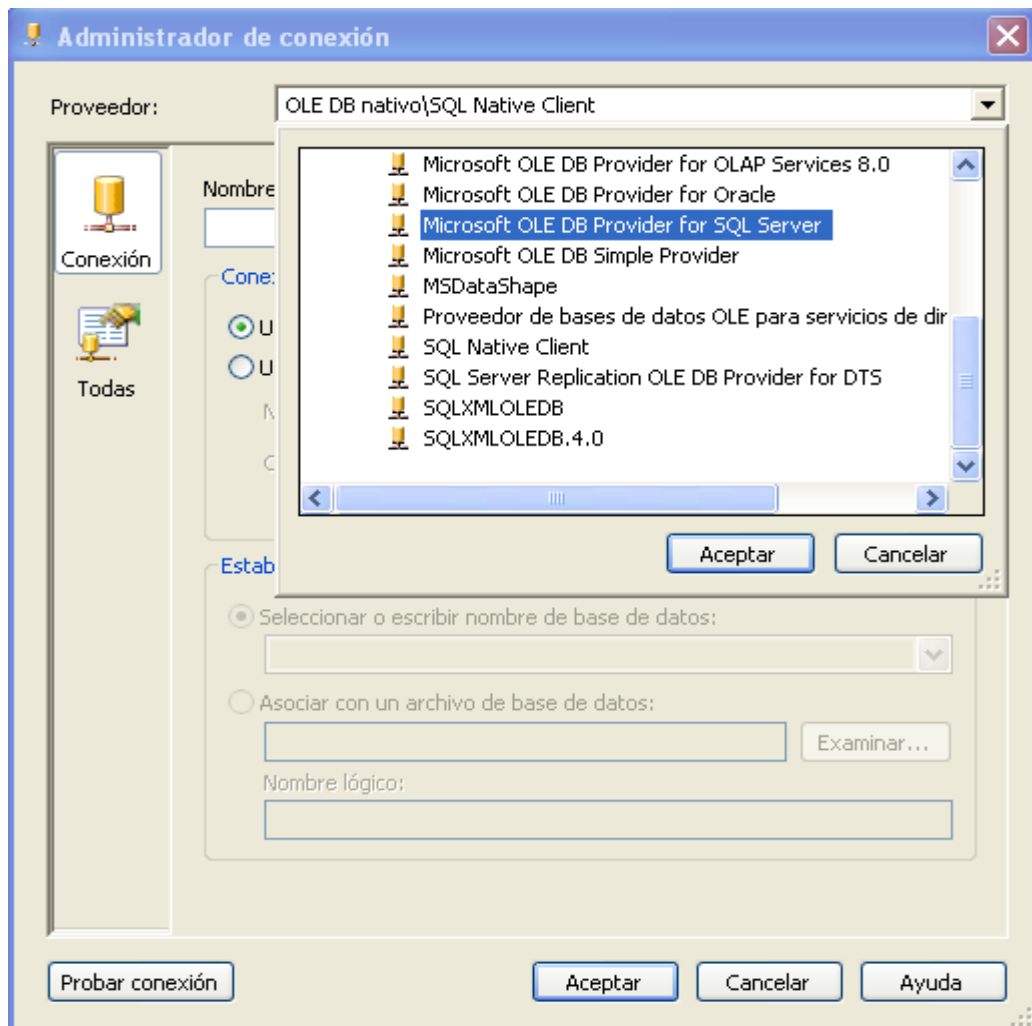 Administrador de conexión
Proveedor:
OLE DB nativo\SQL Native Client
Microsoft OLE DB Provider for OLAP Services 8.0
Microsoft OLE DB Provider for Oracle
Microsoft OLE DB Provider for SQL Server
Microsoft OLE DB Simple Provider
MSDataShape
Proveedor de bases de datos OLE para servicios de dir
SQL Native Client
SQL Server Replication OLE DB Provider for DTS
SQLXMLOLEDB
SQLXMLOLEDB.4.0
Aceptar Cancelar
Conexión
Todas
Nombre
Cone
U
U
N
C
Estab
Seleccionar o escribir nombre de base de datos:
Asociar con un archivo de base de datos:
Examinar...
Nombre lógico:
Probar conexión Aceptar Cancelar Ayuda